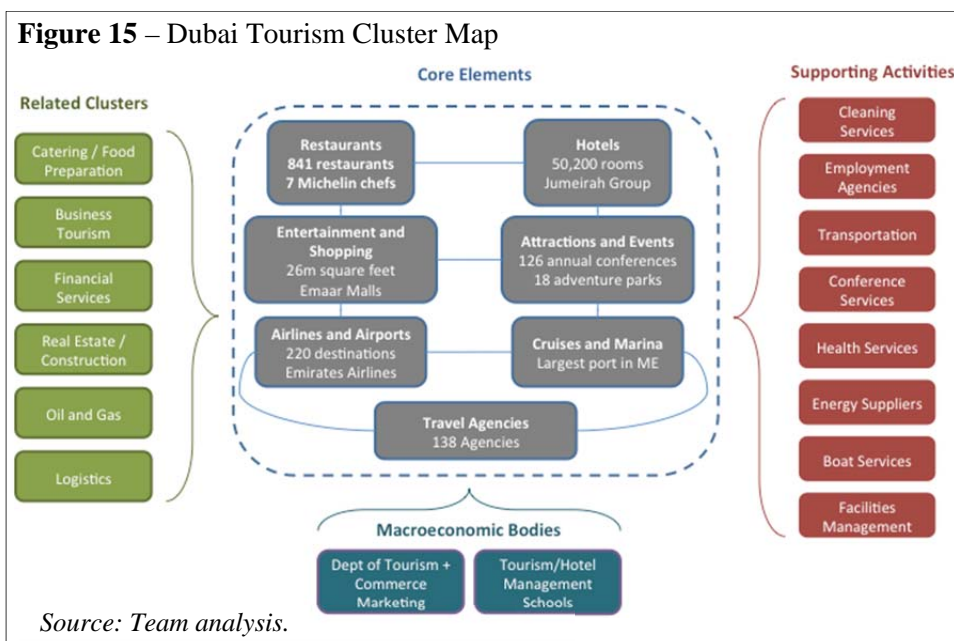 Figure 15 – Dubai Tourism Cluster Map
Core Elements
Related Clusters
Catering / Food
Preparation
Business
Tourism
Financial
Services
Real Estate /
Construction
Oil and Gas
Logistics
Restaurants
841 restaurants
7 Michelin chefs
Hotels
50,200 rooms
Jumeirah Group
Entertainment and
Shopping
26m square feet
Emaar Malls
Attractions and Events
126 annual conferences
18 adventure parks
Airlines and Airports
220 destinations
Emirates Airlines
Cruises and Marina
Largest port in ME
Travel Agencies
138 Agencies
Supporting Activities
Cleaning
Services
Employment
Agencies
Transportation
Conference
Services
Health Services
Energy Suppliers
Boat Services
Facilities
Management
Macroeconomic Bodies
Dept of Tourism +
Commerce
Marketing
Tourism/Hotel
Management
Schools
Source: Team analysis.